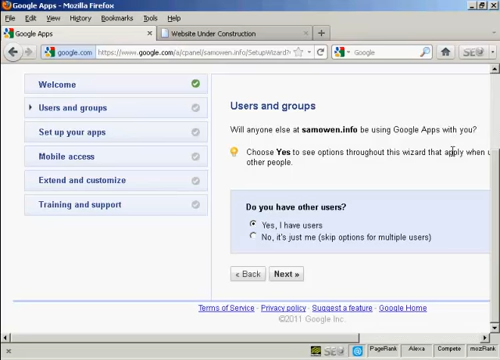 Google Apps - Mozilla Firefox
File Edit View History Bookmarks Tools Help
Google Apps
Website Under Construction
google.com
https://www.google.com/a/cpanel/samowen.info/SetupWizard?
Google
Welcome
Users and groups
Set up your apps
Mobile access
Extend and customize
Training and support
Users and groups
Will anyone else at samowen.info be using Google Apps with you?
Choose Yes to see options throughout this wizard that apply when
other people.
Do you have other users?
Yes, I have users
No, it's just me (skip options for multiple users)
« Back
Next »
Terms of Service - Privacy policy - Suggest a feature - Google Home
©2011 Google Inc.
PageRank
Alexa
Compete
mozRank